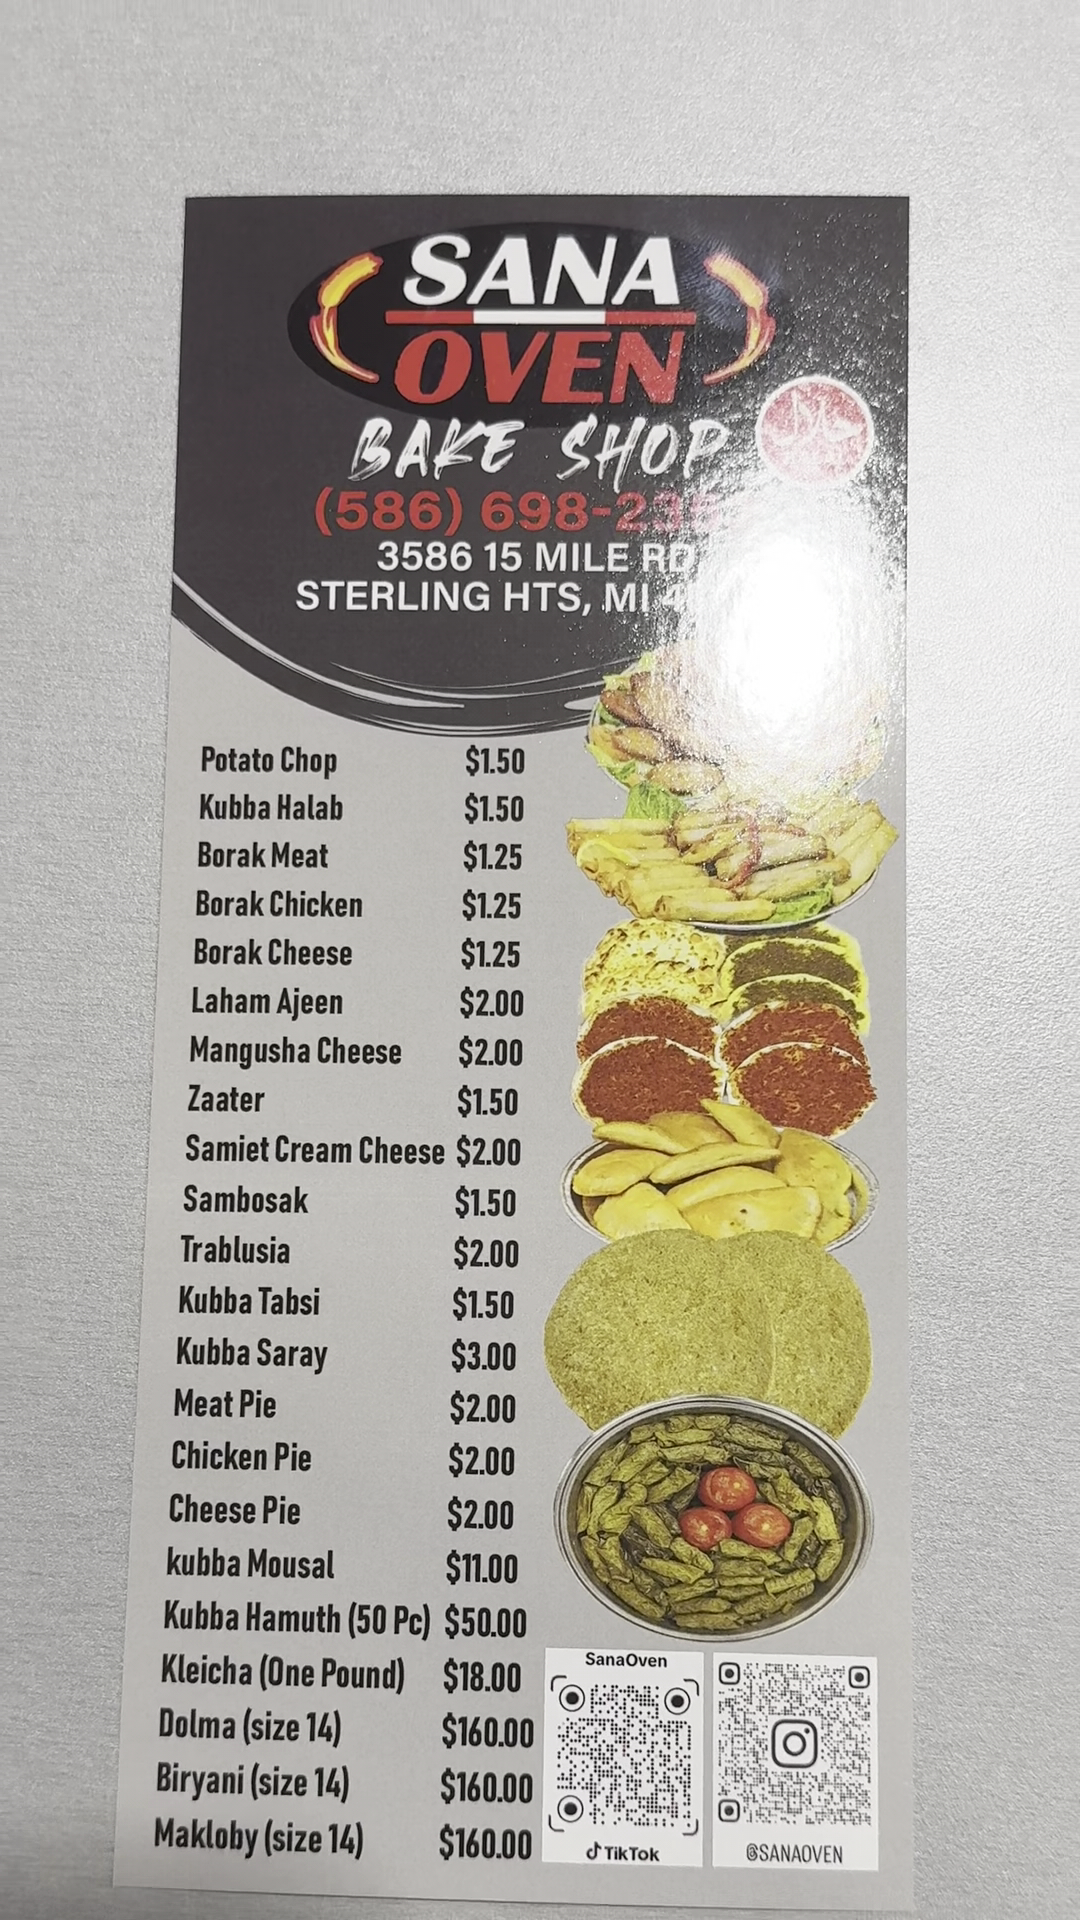 SANA
OVEN
BAKE SHOP
حلال
(586) 698-23
3586 15 MILE RD
STERLING HTS, MI 4
Potato Chop $1.50
Kubba Halab $1.50
Borak Meat $1.25
Borak Chicken $1.25
Borak Cheese $1.25
Laham Ajeen $2.00
Mangusha Cheese $2.00
Zaater $1.50
Samiet Cream Cheese $2.00
Sambosak $1.50
Trablusia $2.00
Kubba Tabsi $1.50
Kubba Saray $3.00
Meat Pie $2.00
Chicken Pie $2.00
Cheese Pie $2.00
kubba Mousal $11.00
Kubba Hamuth (50 Pc) $50.00
Kleicha (One Pound) $18.00
Dolma (size 14) $160.00
Biryani (size 14) $160.00
Makloby (size 14) $160.00
SanaOven
TikTok
@SANAOVEN